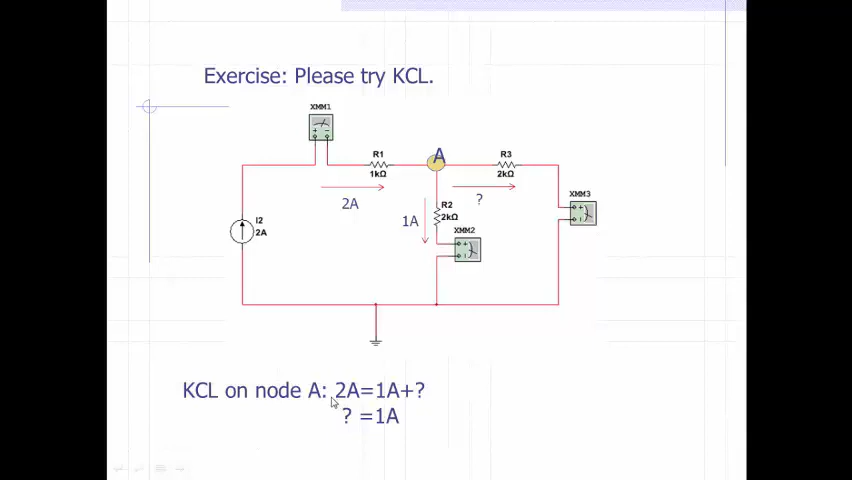 Exercise: Please try KCL.
XMM1
R1
1kΩ
A
R3
2kΩ
2A
?
I2
2A
1A
R2
2kΩ
XMM2
XMM3
KCL on node A: 2A=1A+?
? =1A